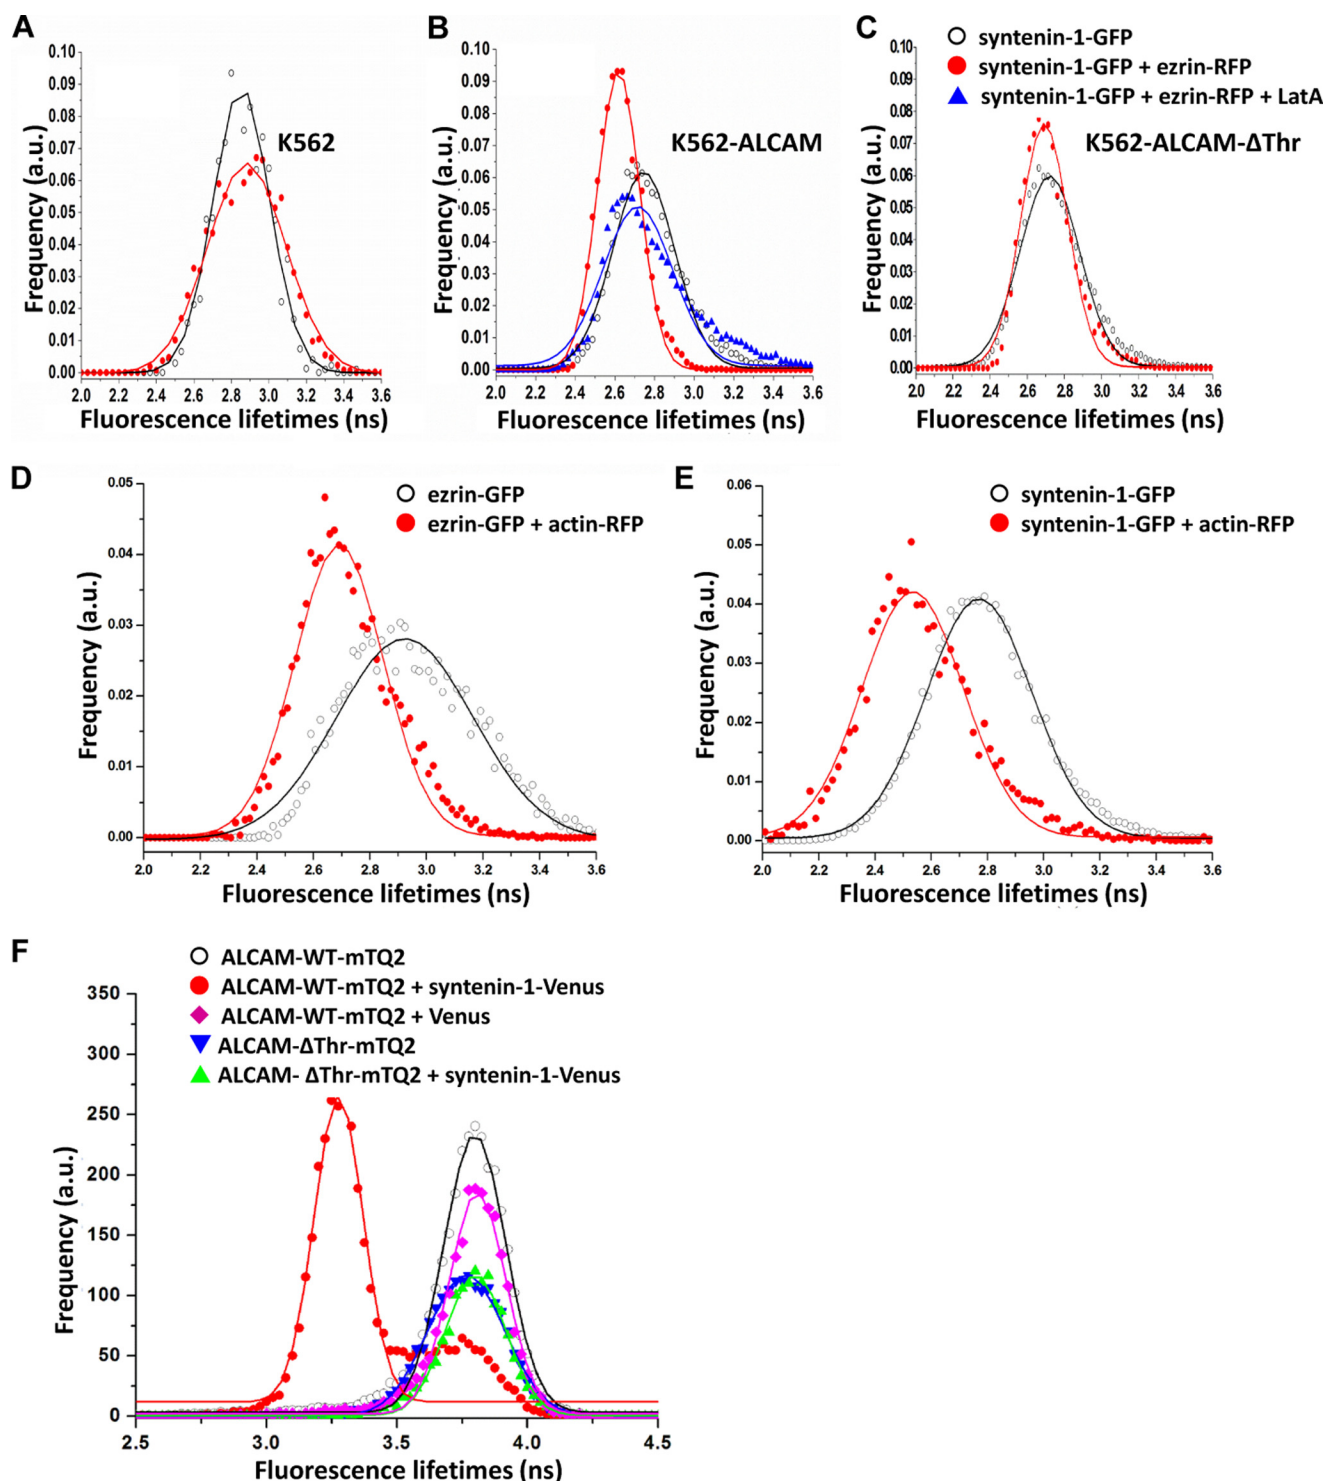 A
Frequency (a.u.)
0.10
0.09
0.08
0.07
0.06
0.05
0.04
0.03
0.02
0.01
0.00
K562
2.0 2.2 2.4 2.6 2.8 3.0 3.2 3.4 3.6
Fluorescence lifetimes (ns)
B
Frequency (a.u.)
0.10
0.09
0.08
0.07
0.06
0.05
0.04
0.03
0.02
0.01
0.00
K562-ALCAM
2.0 2.2 2.4 2.6 2.8 3.0 3.2 3.4 3.6
Fluorescence lifetimes (ns)
C
syntenin-1-GFP
syntenin-1-GFP + ezrin-RFP
syntenin-1-GFP + ezrin-RFP + LatA
Frequency (a.u.)
0.10
0.09
0.08
0.07
0.06
0.05
0.04
0.03
0.02
0.01
0.00
K562-ALCAM-ΔThr
2.0 2.2 2.4 2.6 2.8 3.0 3.2 3.4 3.6
Fluorescence lifetimes (ns)
D
ezrin-GFP
ezrin-GFP + actin-RFP
Frequency (a.u.)
0.05
0.04
0.03
0.02
0.01
0.00
2.0 2.2 2.4 2.6 2.8 3.0 3.2 3.4 3.6
Fluorescence lifetimes (ns)
E
syntenin-1-GFP
syntenin-1-GFP + actin-RFP
Frequency (a.u.)
0.06
0.05
0.04
0.03
0.02
0.01
0.00
2.0 2.2 2.4 2.6 2.8 3.0 3.2 3.4 3.6
Fluorescence lifetimes (ns)
F
ALCAM-WT-mTQ2
ALCAM-WT-mTQ2 + syntenin-1-Venus
ALCAM-WT-mTQ2 + Venus
ALCAM-ΔThr-mTQ2
ALCAM- ΔThr-mTQ2 + syntenin-1-Venus
Frequency (a.u.)
350
300
250
200
150
100
50
0
2.5 3.0 3.5 4.0 4.5
Fluorescence lifetimes (ns)